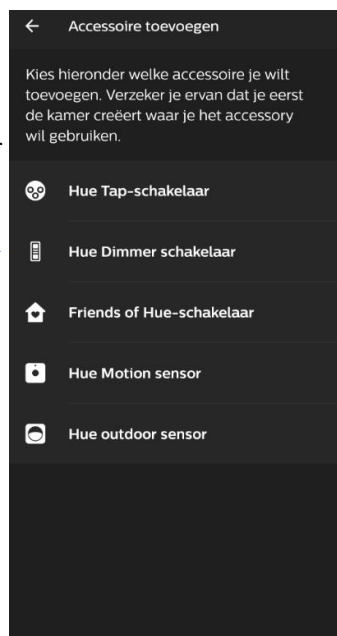 Accessoire toevoegen
Kies hieronder welke accessoire je wilt
toevoegen. Verzeker je ervan dat je eerst
de kamer creëert waar je het accessory
wil gebruiken.
Hue Tap-schakelaar
Hue Dimmer schakelaar
Friends of Hue-schakelaar
Hue Motion sensor
Hue outdoor sensor